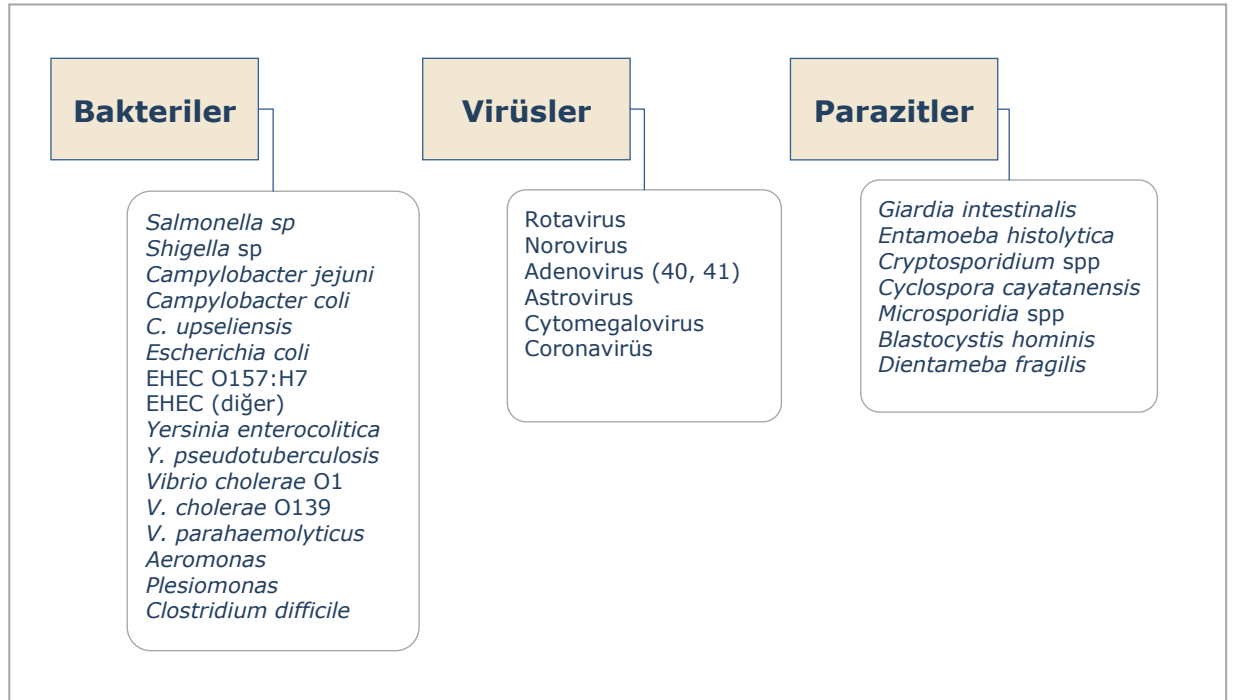 Bakteriler
Salmonella sp
Shigella sp
Campylobacter jejuni
Campylobacter coli
C. upseliensis
Escherichia coli
EHEC O157:H7
EHEC (diğer)
Yersinia enterocolitica
Y. pseudotuberculosis
Vibrio cholerae O1
V. cholerae O139
V. parahaemolyticus
Aeromonas
Plesiomonas
Clostridium difficile
Virüsler
Rotavirus
Norovirus
Adenovirus (40, 41)
Astrovirus
Cytomegalovirus
Coronavirüs
Parazitler
Giardia intestinalis
Entamoeba histolytica
Cryptosporidium spp
Cyclospora cayatanensis
Microsporidia spp
Blastocystis hominis
Dientameba fragilis